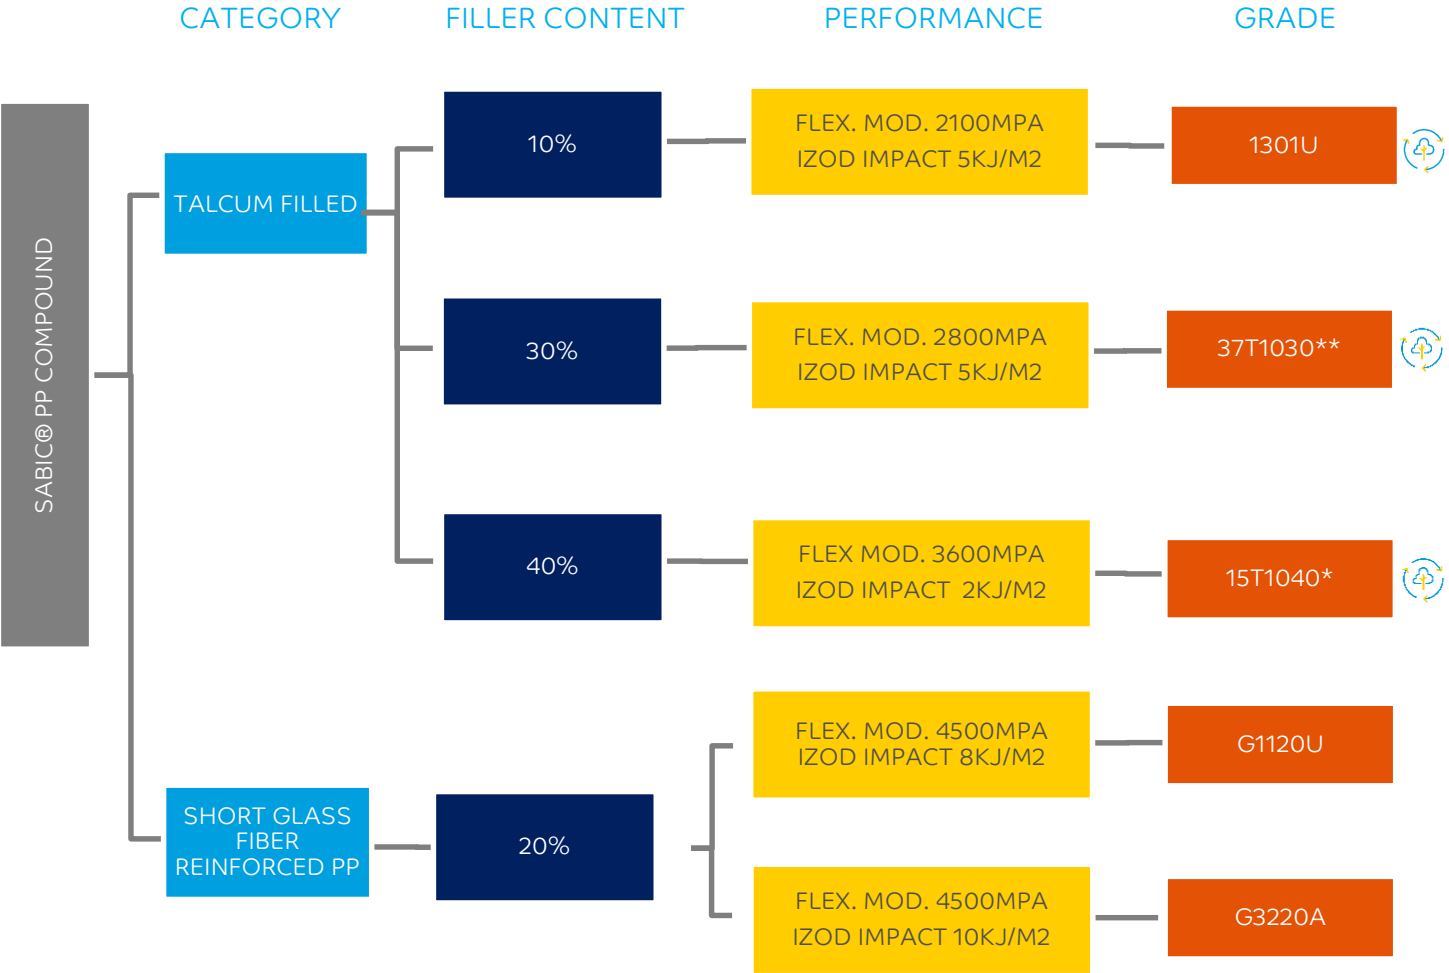 CATEGORY
FILLER CONTENT
PERFORMANCE
GRADE
SABIC® PP COMPOUND
TALCUM FILLED
10%
FLEX. MOD. 2100MPA
IZOD IMPACT 5KJ/M2
1301U
30%
FLEX. MOD. 2800MPA
IZOD IMPACT 5KJ/M2
37T1030**
40%
FLEX MOD. 3600MPA
IZOD IMPACT  2KJ/M2
15T1040*
SHORT GLASS
FIBER
REINFORCED PP
20%
FLEX. MOD. 4500MPA
IZOD IMPACT 8KJ/M2
G1120U
FLEX. MOD. 4500MPA
IZOD IMPACT 10KJ/M2
G3220A